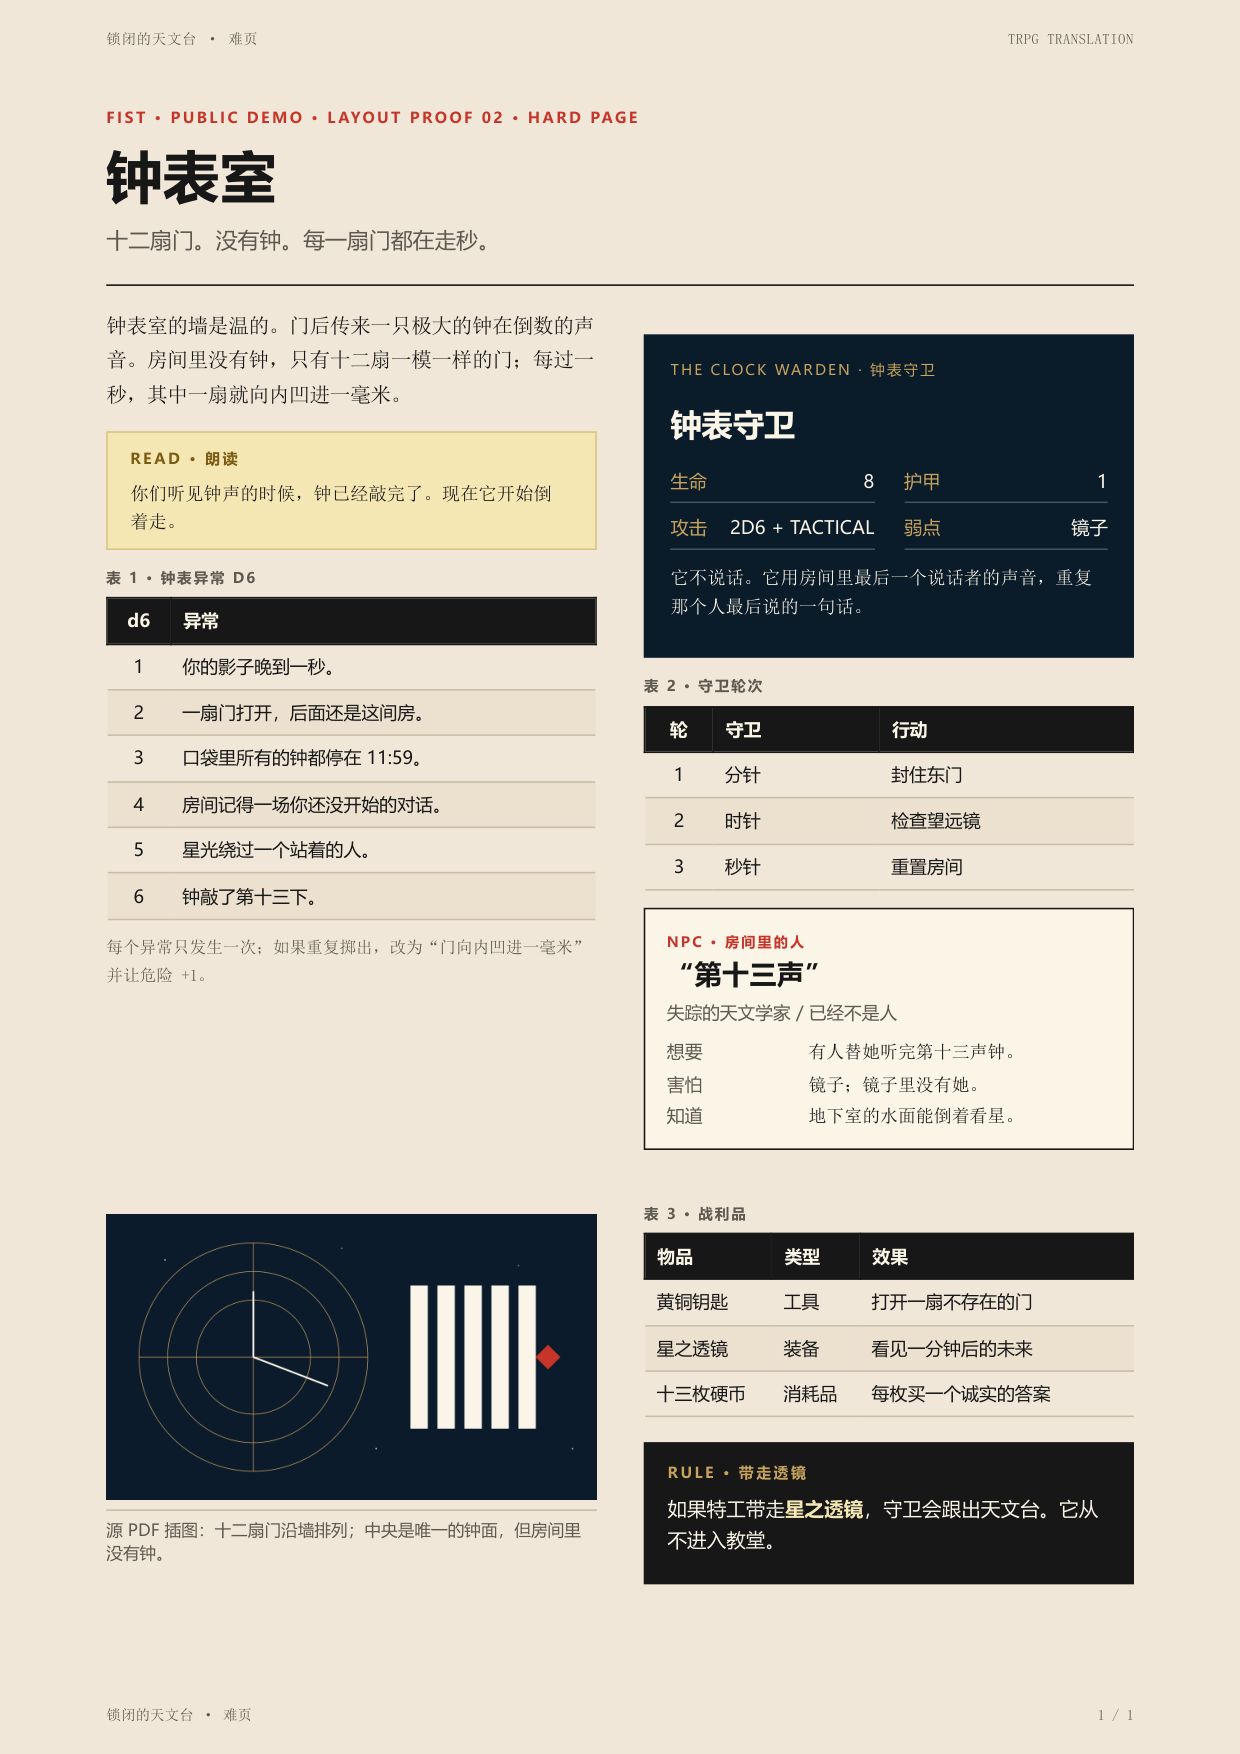 锁闭的天文台 • 难页
TRPG TRANSLATION
FIST • PUBLIC DEMO • LAYOUT PROOF 02 • HARD PAGE
钟表室
十二扇门。没有钟。每一扇门都在走秒。
钟表室的墙是温的。门后传来一只极大的钟在倒数的声
音。房间里没有钟，只有十二扇一模一样的门；每过一
秒，其中一扇就向内凹进一毫米。
READ • 朗读
你们听见钟声的时候，钟已经敲完了。现在它开始倒
着走。
表 1 • 钟表异常 D6
d6 异常
1 你的影子晚到一秒。
2 一扇门打开，后面还是这间房。
3 口袋里所有的钟都停在 11:59。
4 房间记得一场你还没开始的对话。
5 星光绕过一个站着的人。
6 钟敲了第十三下。
每个异常只发生一次；如果重复掷出，改为“门向内凹进一毫米”
并让危险 +1。
THE CLOCK WARDEN · 钟表守卫
钟表守卫
生命 8 护甲 1
攻击 2D6 + TACTICAL 弱点 镜子
它不说话。它用房间里最后一个说话者的声音，重复
那个人最后说的一句话。
表 2 • 守卫轮次
轮 守卫 行动
1 分针 封住东门
2 时针 检查望远镜
3 秒针 重置房间
NPC • 房间里的人
“第十三声”
失踪的天文学家 / 已经不是人
想要 有人替她听完第十三声钟。
害怕 镜子；镜子里没有她。
知道 地下室的水面能倒着看星。
源 PDF 插图：十二扇门沿墙排列；中央是唯一的钟面，但房间里
没有钟。
表 3 • 战利品
物品 类型 效果
黄铜钥匙 工具 打开一扇不存在的门
星之透镜 装备 看见一分钟后的未来
十三枚硬币 消耗品 每枚买一个诚实的答案
RULE • 带走透镜
如果特工带走星之透镜，守卫会跟出天文台。它从
不进入教堂。
锁闭的天文台 • 难页
1 / 1